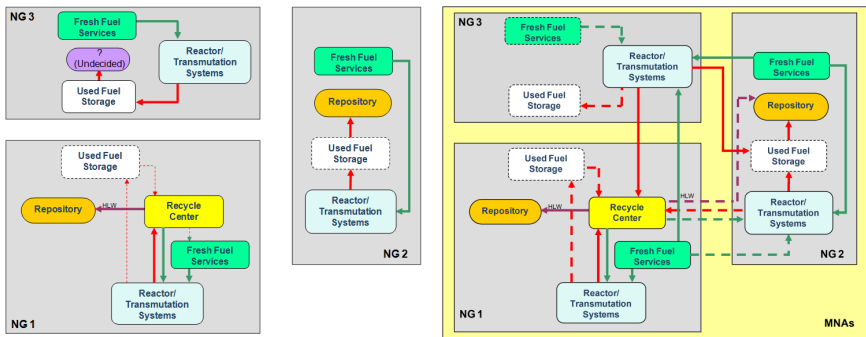 NG 3
Fresh Fuel
Services
?
(Undecided)
Reactor/
Transmutation
Systems
Used Fuel
Storage
Used Fuel
Storage
Repository
HLW
Recycle
Center
Fresh Fuel
Services
Reactor/
Transmutation
Systems
NG 1
Fresh Fuel
Services
Repository
Used Fuel
Storage
Reactor/
Transmutation
Systems
NG 2
NG 3
Fresh Fuel
Services
Reactor/
Transmutation
Systems
Used Fuel
Storage
Used Fuel
Storage
Repository
HLW
Recycle
Center
HLW
Fresh Fuel
Services
Reactor/
Transmutation
Systems
NG 1
Fresh Fuel
Services
Repository
Used Fuel
Storage
Reactor/
Transmutation
Systems
NG 2
MNAs